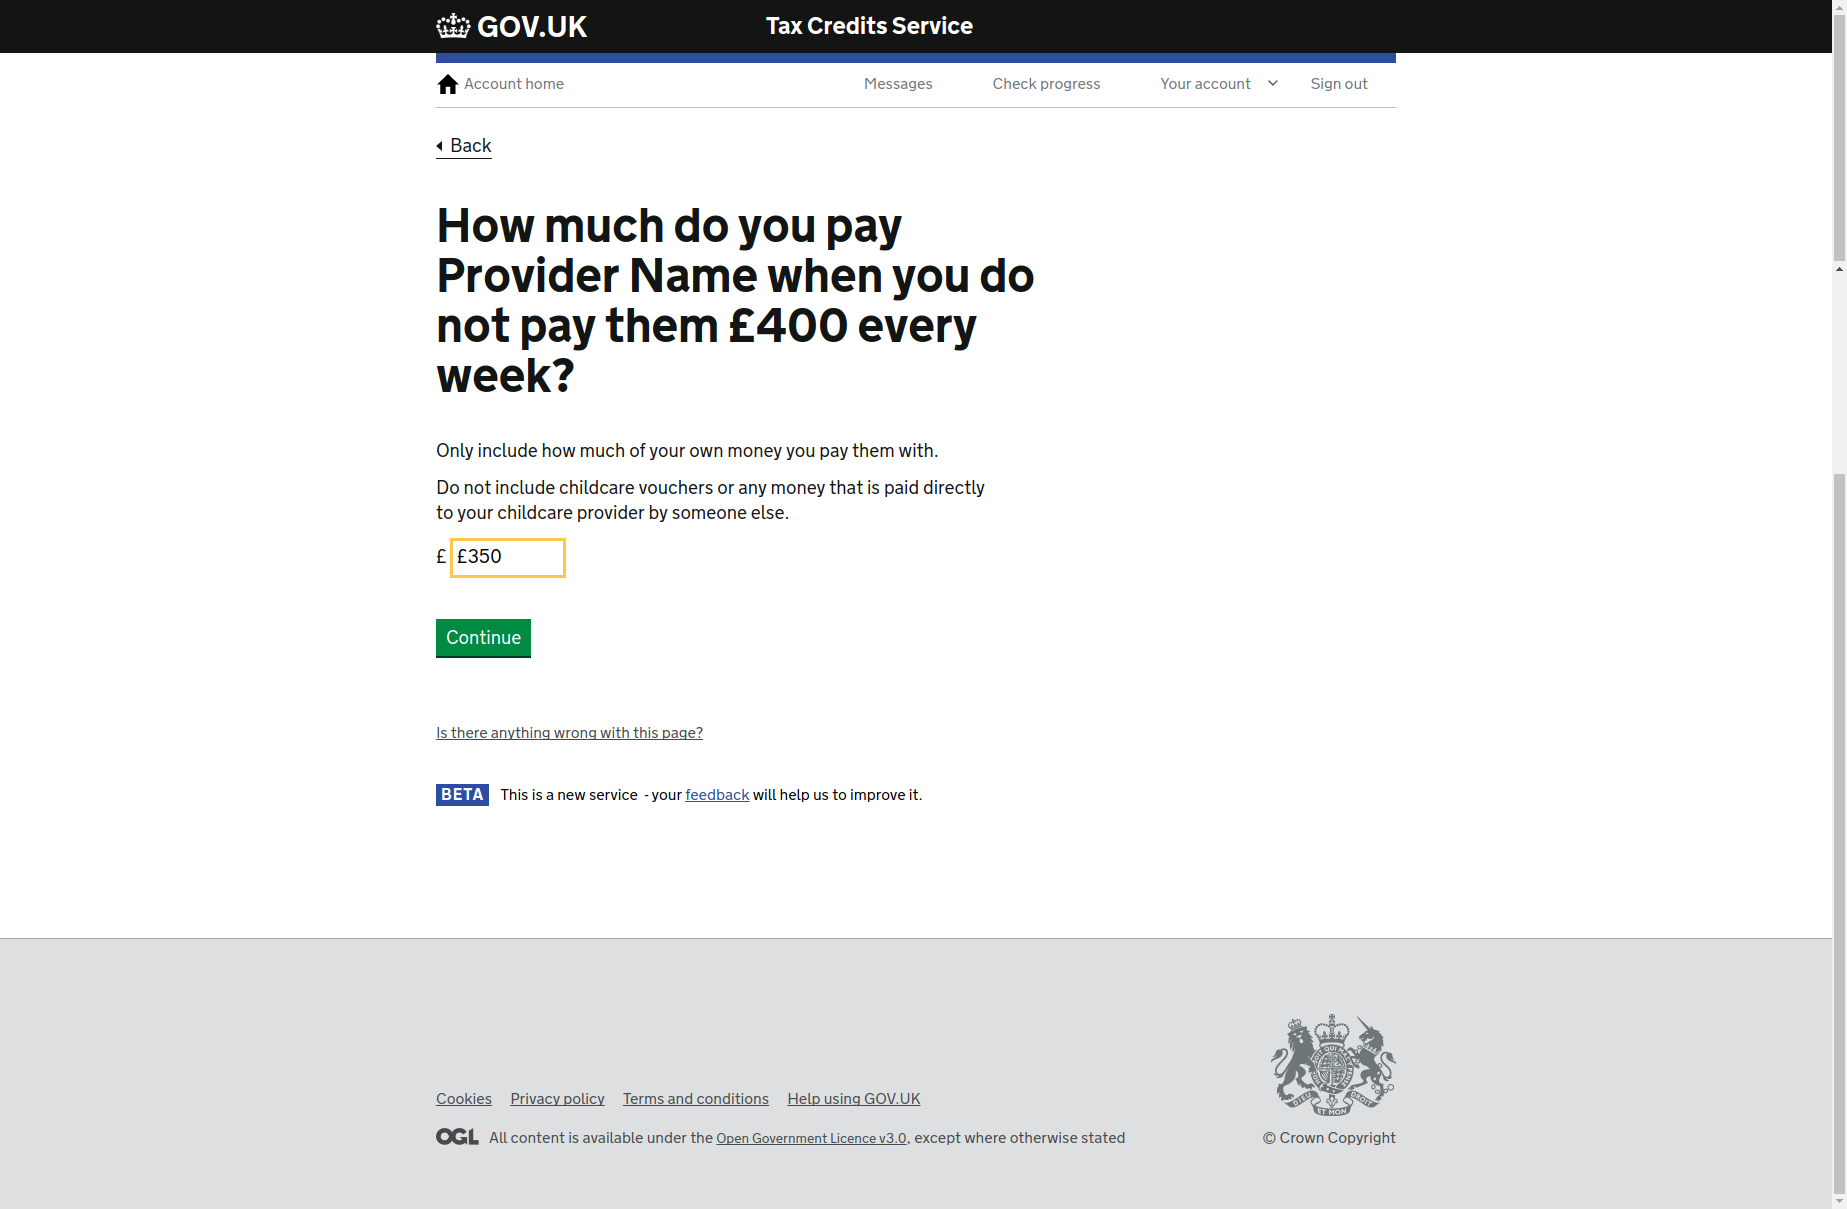 GOV.UK
Tax Credits Service
Account home
Messages
Check progress
Your account
Sign out
Back
How much do you pay
Provider Name when you do
not pay them £400 every
week?
Only include how much of your own money you pay them with.
Do not include childcare vouchers or any money that is paid directly
to your childcare provider by someone else.
£ £350
Continue
Is there anything wrong with this page?
BETA This is a new service - your feedback will help us to improve it.
Cookies Privacy policy Terms and conditions Help using GOV.UK
OGL All content is available under the Open Government Licence v3.0, except where otherwise stated
© Crown Copyright